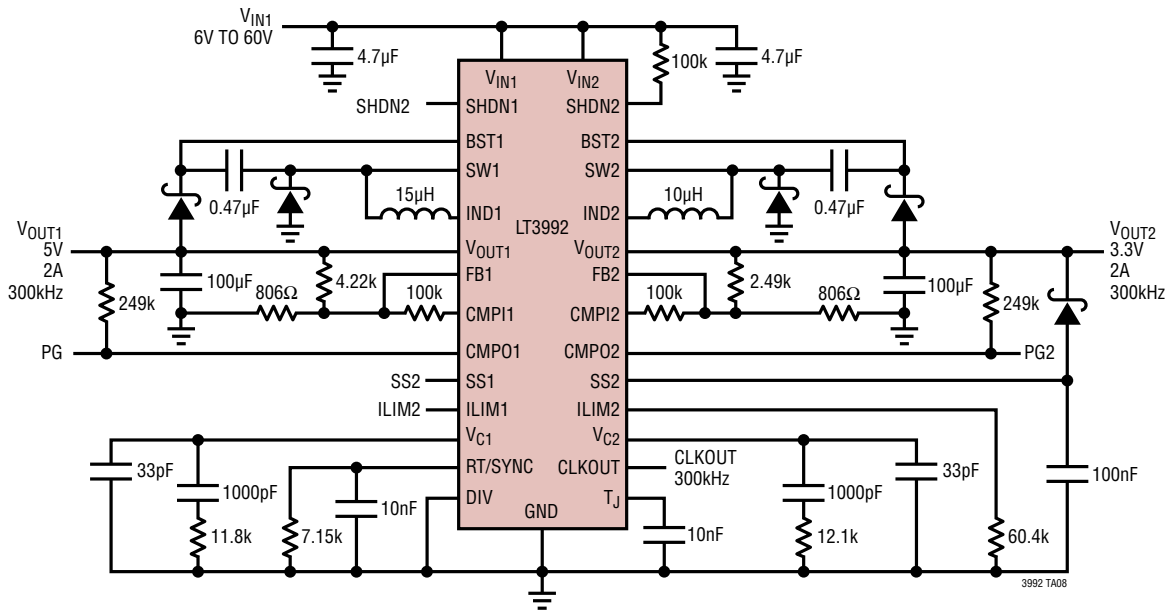 VIN1
6V TO 60V
4.7µF
VIN1
VIN2
100k
4.7µF
SHDN2
SHDN1
SHDN2
BST1
BST2
SW1
SW2
0.47µF
15µH
10µH
0.47µF
IND1
IND2
LT3992
VOUT1
5V
2A
300kHz
VOUT1
VOUT2
VOUT2
3.3V
2A
300kHz
100µF
4.22k
FB1
FB2
2.49k
100µF
249k
806Ω
100k
CMPI1
CMPI2
100k
806Ω
249k
PG
CMPO1
CMPO2
PG2
SS2
SS1
SS2
ILIM2
ILIM1
ILIM2
VC1
VC2
33pF
RT/SYNC
CLKOUT
CLKOUT
300kHz
33pF
100nF
1000pF
10nF
DIV
TJ
1000pF
GND
11.8k
7.15k
10nF
12.1k
60.4k
3992 TA08